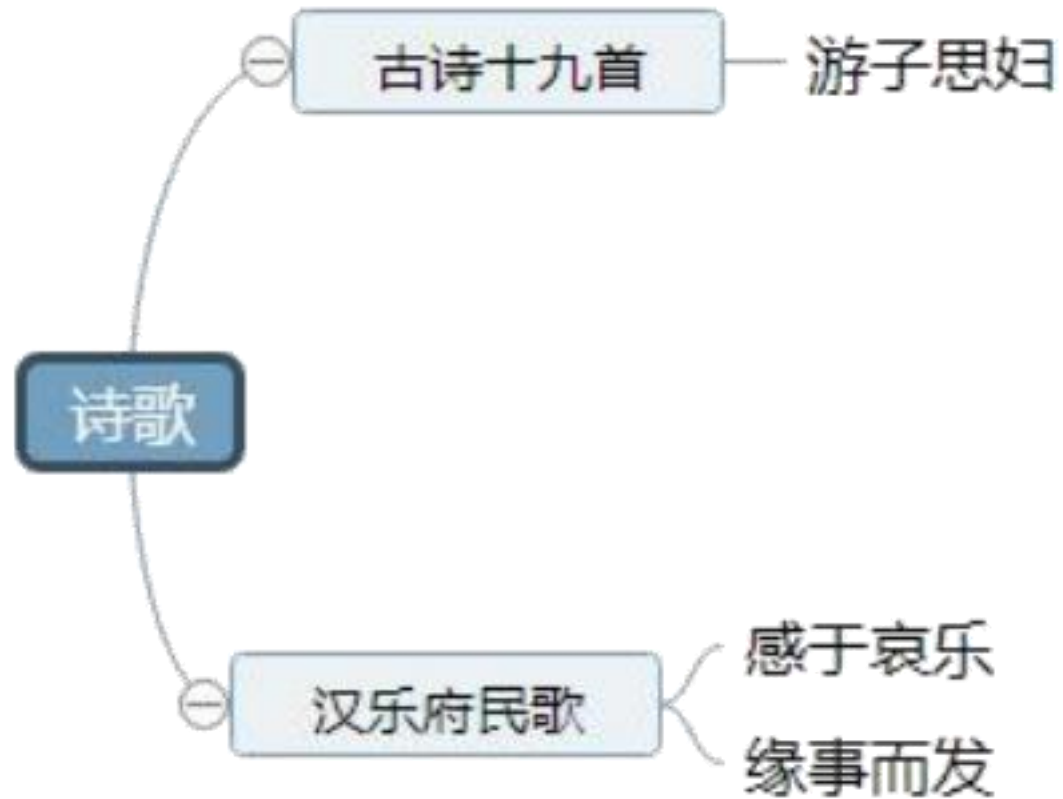 古诗十九首
游子思妇
诗歌
汉乐府民歌
感于哀乐
缘事而发